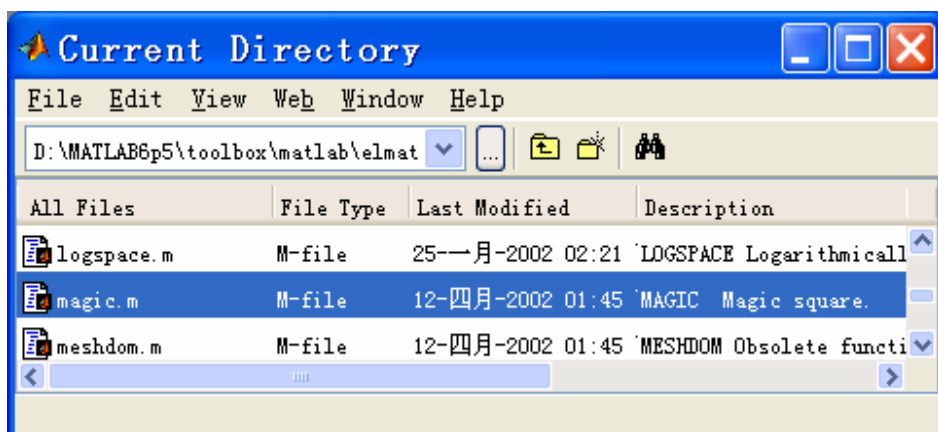 Current Directory
File Edit View Web Window Help
D:\MATLAB6p5\toolbox\matlab\elmat ...
All Files File Type Last Modified Description
logspace.m M-file 25-一月-2002 02:21 LOGSPACE Logarithmicall
magic.m M-file 12-四月-2002 01:45 MAGIC Magic square.
meshdom.m M-file 12-四月-2002 01:45 MESHDOM Obsolete functi